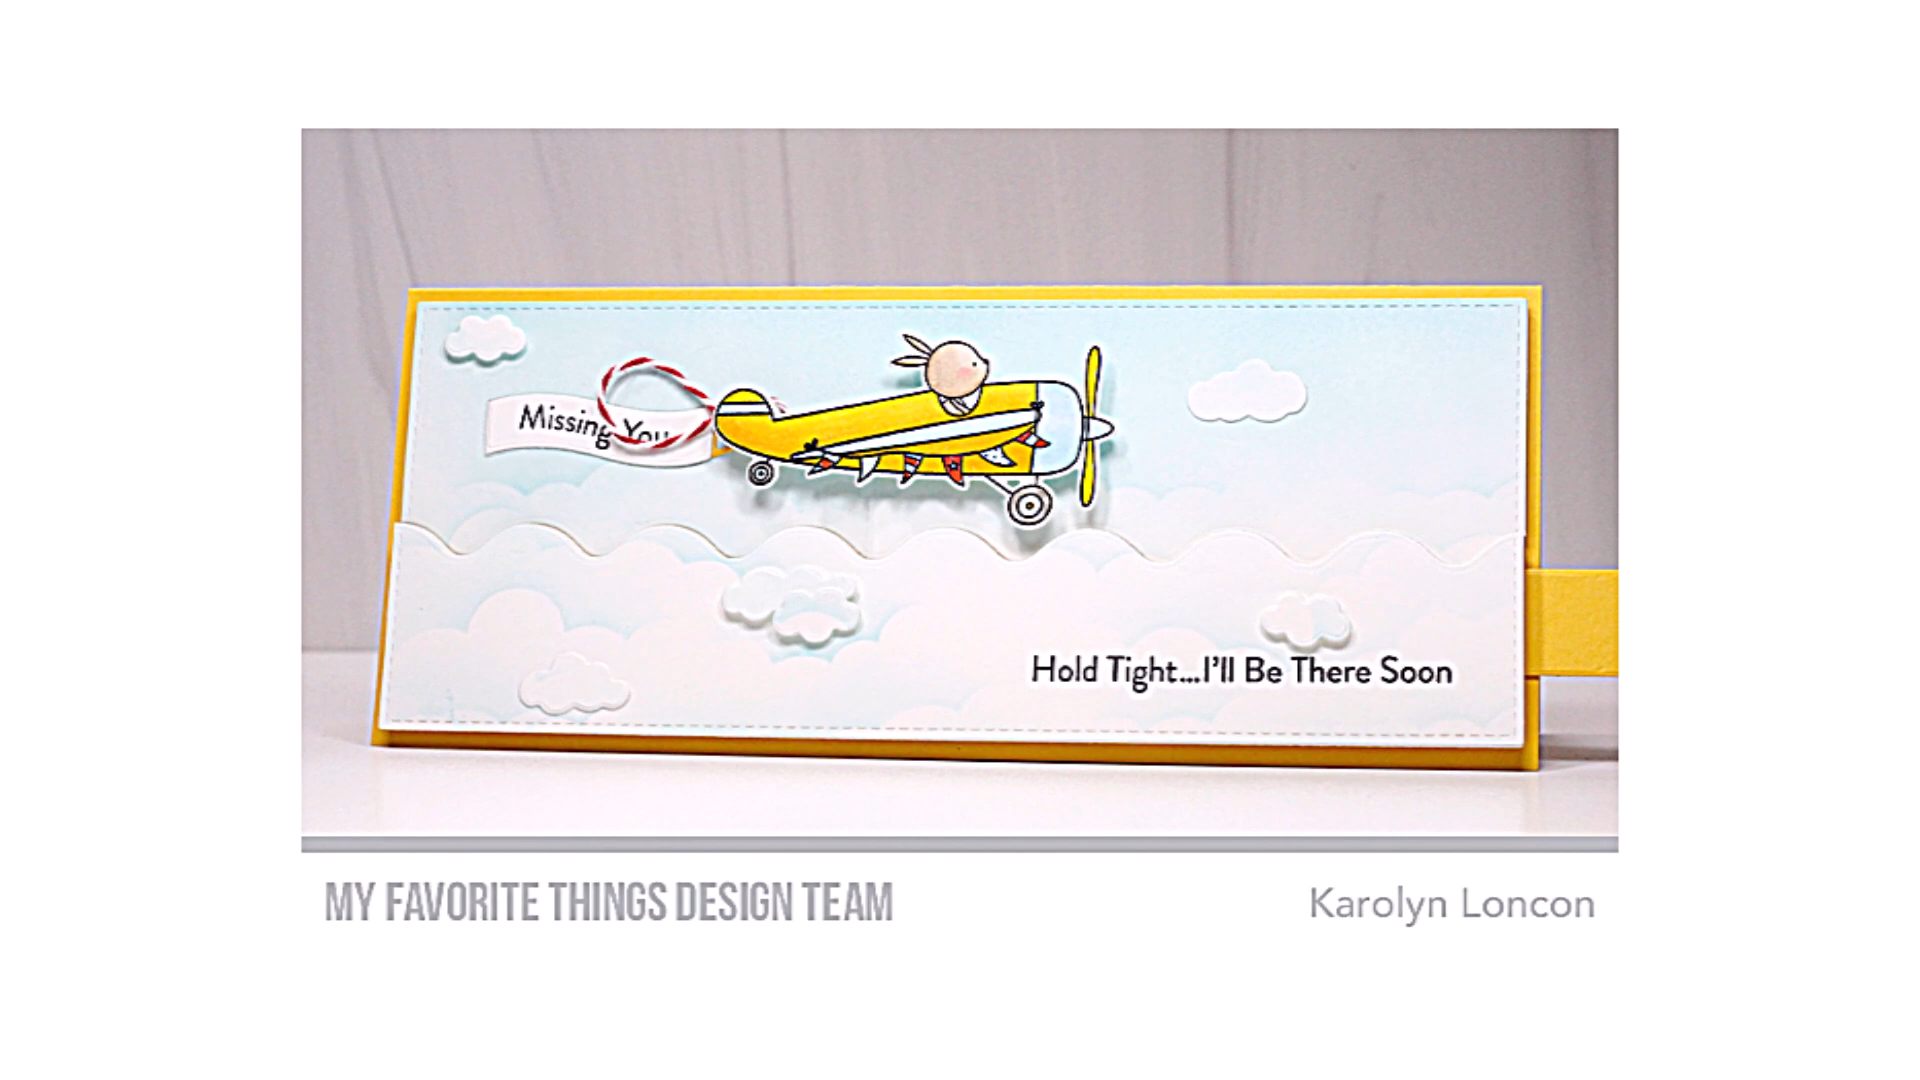 Missing You
Hold Tight...I'll Be There Soon
MY FAVORITE THINGS DESIGN TEAM
Karolyn Loncon